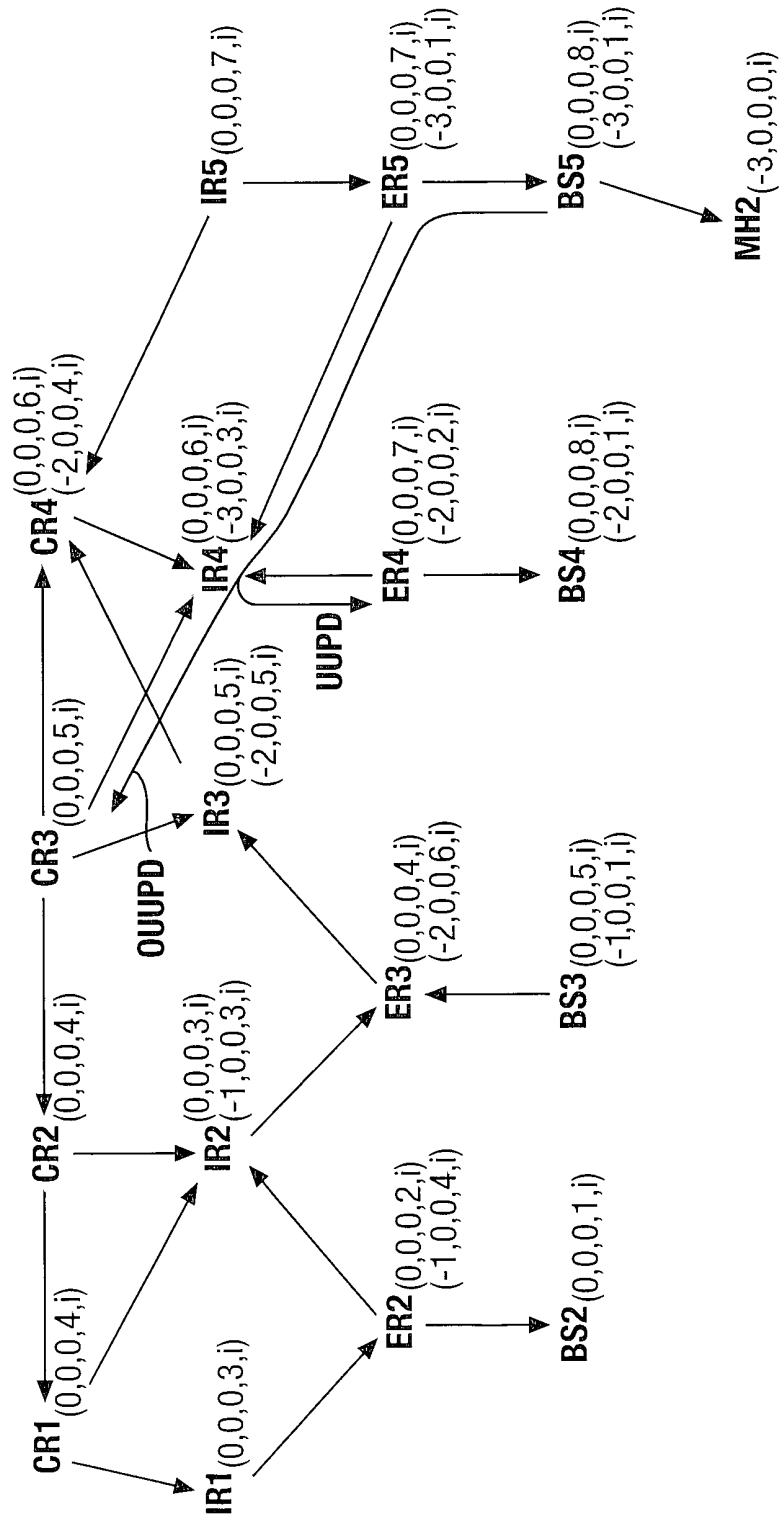 CR1(0,0,0,4,i)
CR2(0,0,0,4,i)
CR3(0,0,0,5,i)
CR4(0,0,0,6,i)
(-2,0,0,4,i)
OUUPD
IR1(0,0,0,3,i)
IR2(0,0,0,3,i)
(-1,0,0,3,i)
IR3(0,0,0,5,i)
(-2,0,0,5,i)
IR4(0,0,0,6,i)
(-3,0,0,3,i)
IR5(0,0,0,7,i)
UUPD
ER2(0,0,0,2,i)
(-1,0,0,4,i)
ER3(0,0,0,4,i)
(-2,0,0,6,i)
ER4(0,0,0,7,i)
(-2,0,0,2,i)
ER5(0,0,0,7,i)
(-3,0,0,1,i)
BS2(0,0,0,1,i)
BS3(0,0,0,5,i)
(-1,0,0,1,i)
BS4(0,0,0,8,i)
(-2,0,0,1,i)
BS5(0,0,0,8,i)
(-3,0,0,1,i)
MH2(-3,0,0,0,i)